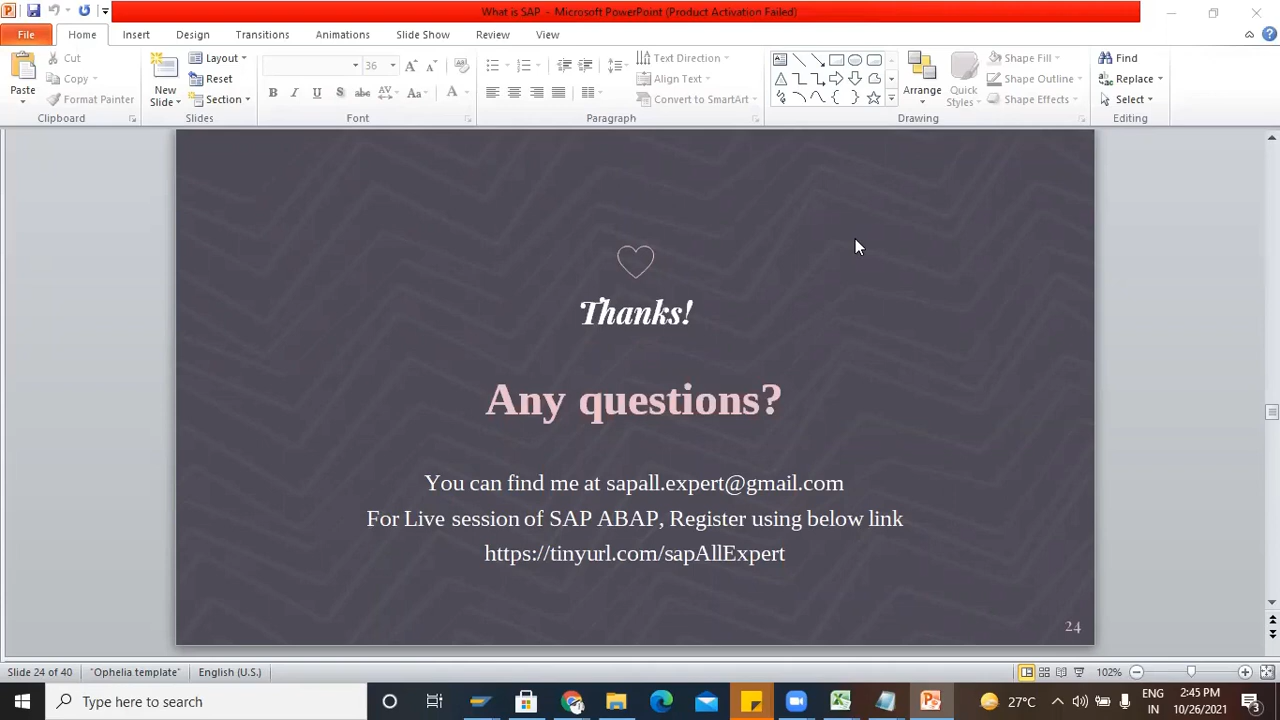 What is SAP - Microsoft PowerPoint (Product Activation Failed)
File Home Insert Design Transitions Animations Slide Show Review View
Cut
Copy
Format Painter
Paste
Clipboard
New Slide
Layout
Reset
Section
Slides
36
B I U S abc AV Aa A
Font
Text Direction
Align Text
Convert to SmartArt
Paragraph
Arrange
Quick Styles
Shape Fill
Shape Outline
Shape Effects
Drawing
Find
Replace
Select
Editing
Thanks!
Any questions?
You can find me at sapall.expert@gmail.com
For Live session of SAP ABAP, Register using below link
https://tinyurl.com/sapAllExpert
24
Slide 24 of 40 "Ophelia template" English (U.S.) 102%
Type here to search
27°C
ENG
IN
2:45 PM
10/26/2021
3